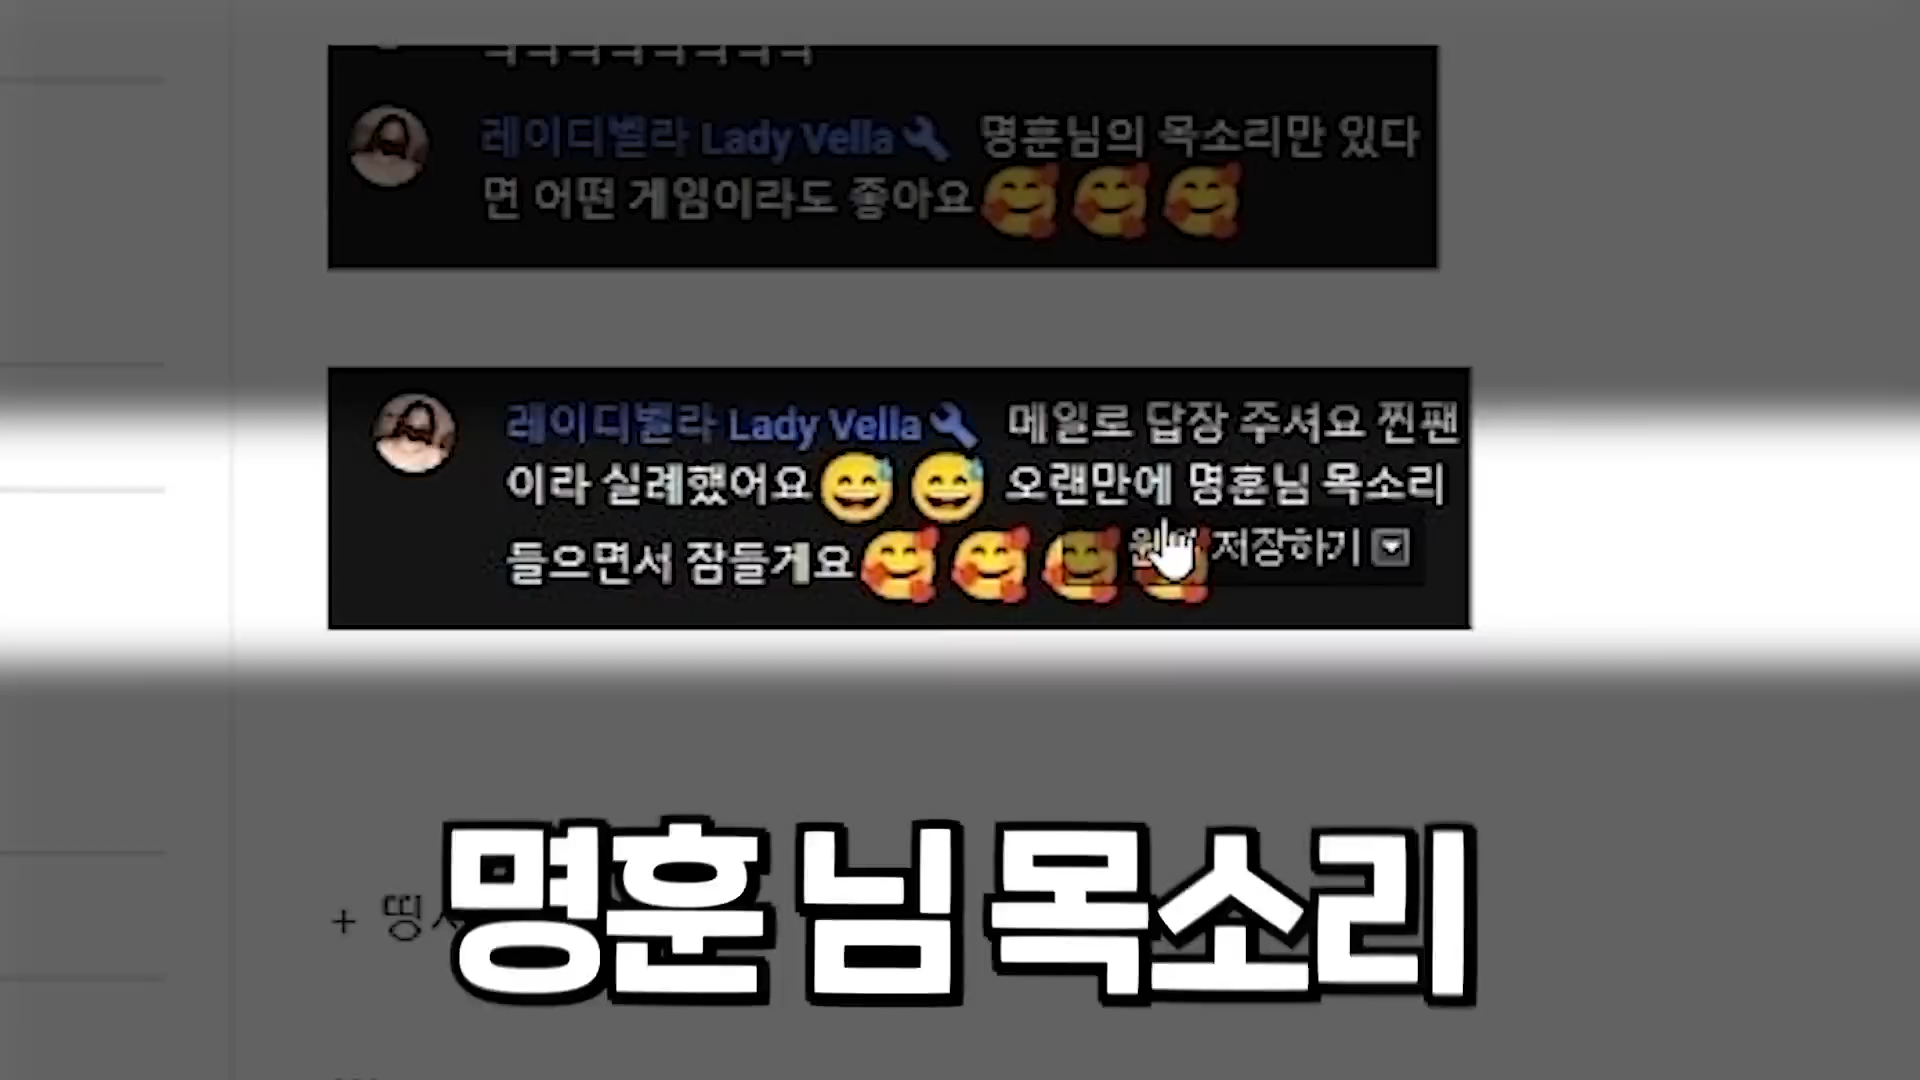 레이디벨라 Lady Vella 명훈님의 목소리만 있다
면 어떤 게임이라도 좋아요🥰🥰🥰
레이디벨라 Lady Vella 메일로 답장 주셔요 찐팬
이라 실례했어요😅😅 오랜만에 명훈님 목소리
들으면서 잠들게요🥰🥰🥰🥰
저장하기
+ 띵
명훈 님 목소리